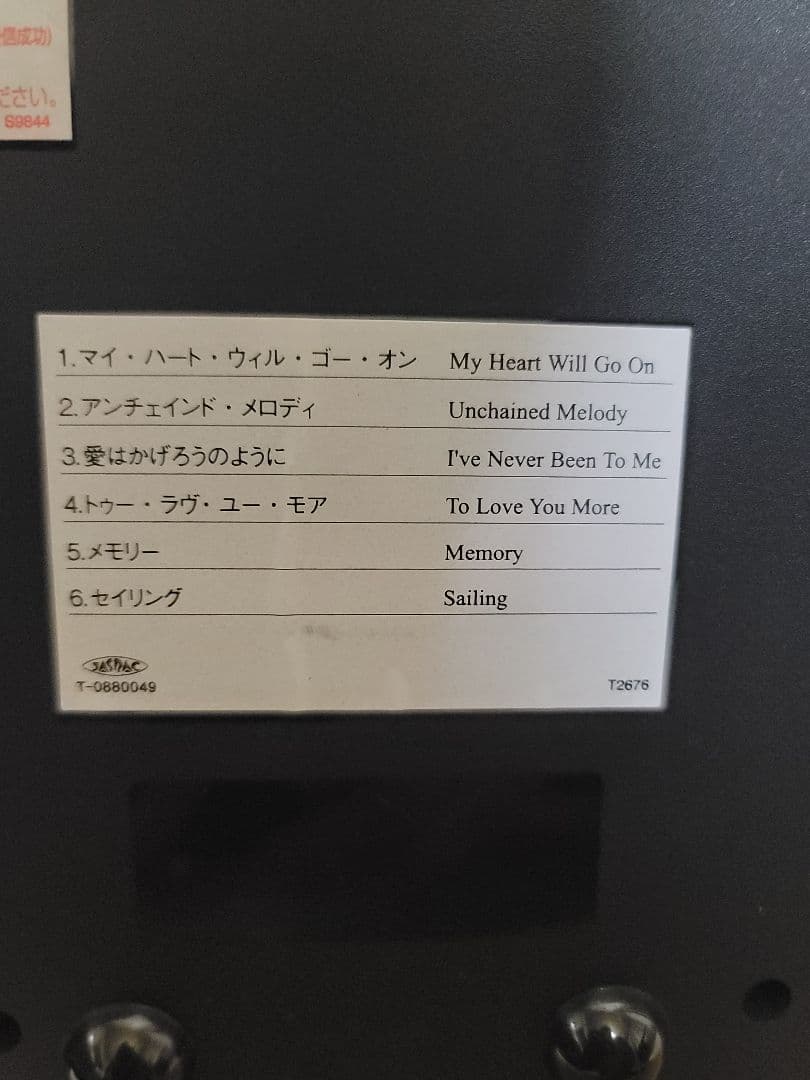 信成功)
ださい。
S9844
1.マイ・ハート・ウィル・ゴー・オン My Heart Will Go On
2.アンチェインド・メロディ Unchained Melody
3.愛はかげろうのように I've Never Been To Me
4.トゥー・ラヴ・ユー・モア To Love You More
5.メモリー Memory
6.セイリング Sailing
JASRAC
T-0880049 T2676